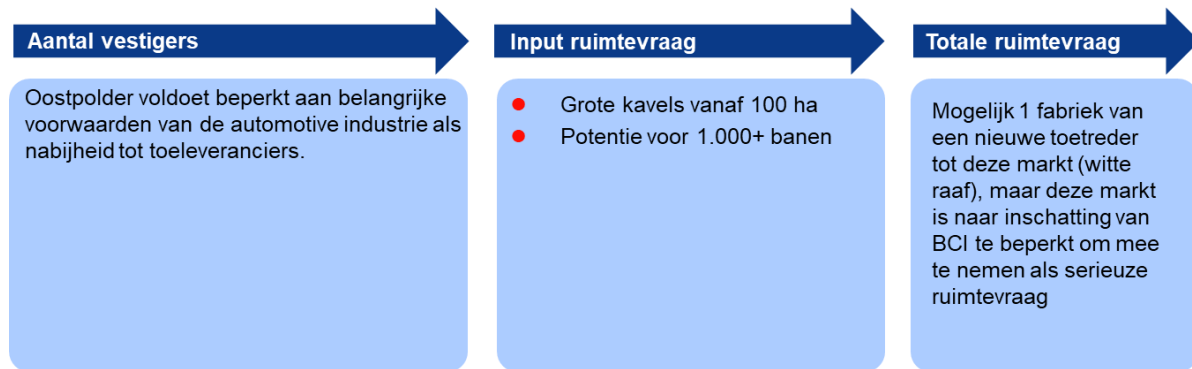 Aantal vestigers
Oostpolder voldoet beperkt aan belangrijke
voorwaarden van de automotive industrie als
nabijheid tot toeleveranciers.
Input ruimtevraag
Grote kavels vanaf 100 ha
Potentie voor 1.000+ banen
Totale ruimtevraag
Mogelijk 1 fabriek van
een nieuwe toetreder
tot deze markt (witte
raaf), maar deze markt
is naar inschatting van
BCI te beperkt om mee
te nemen als serieuze
ruimtevraag